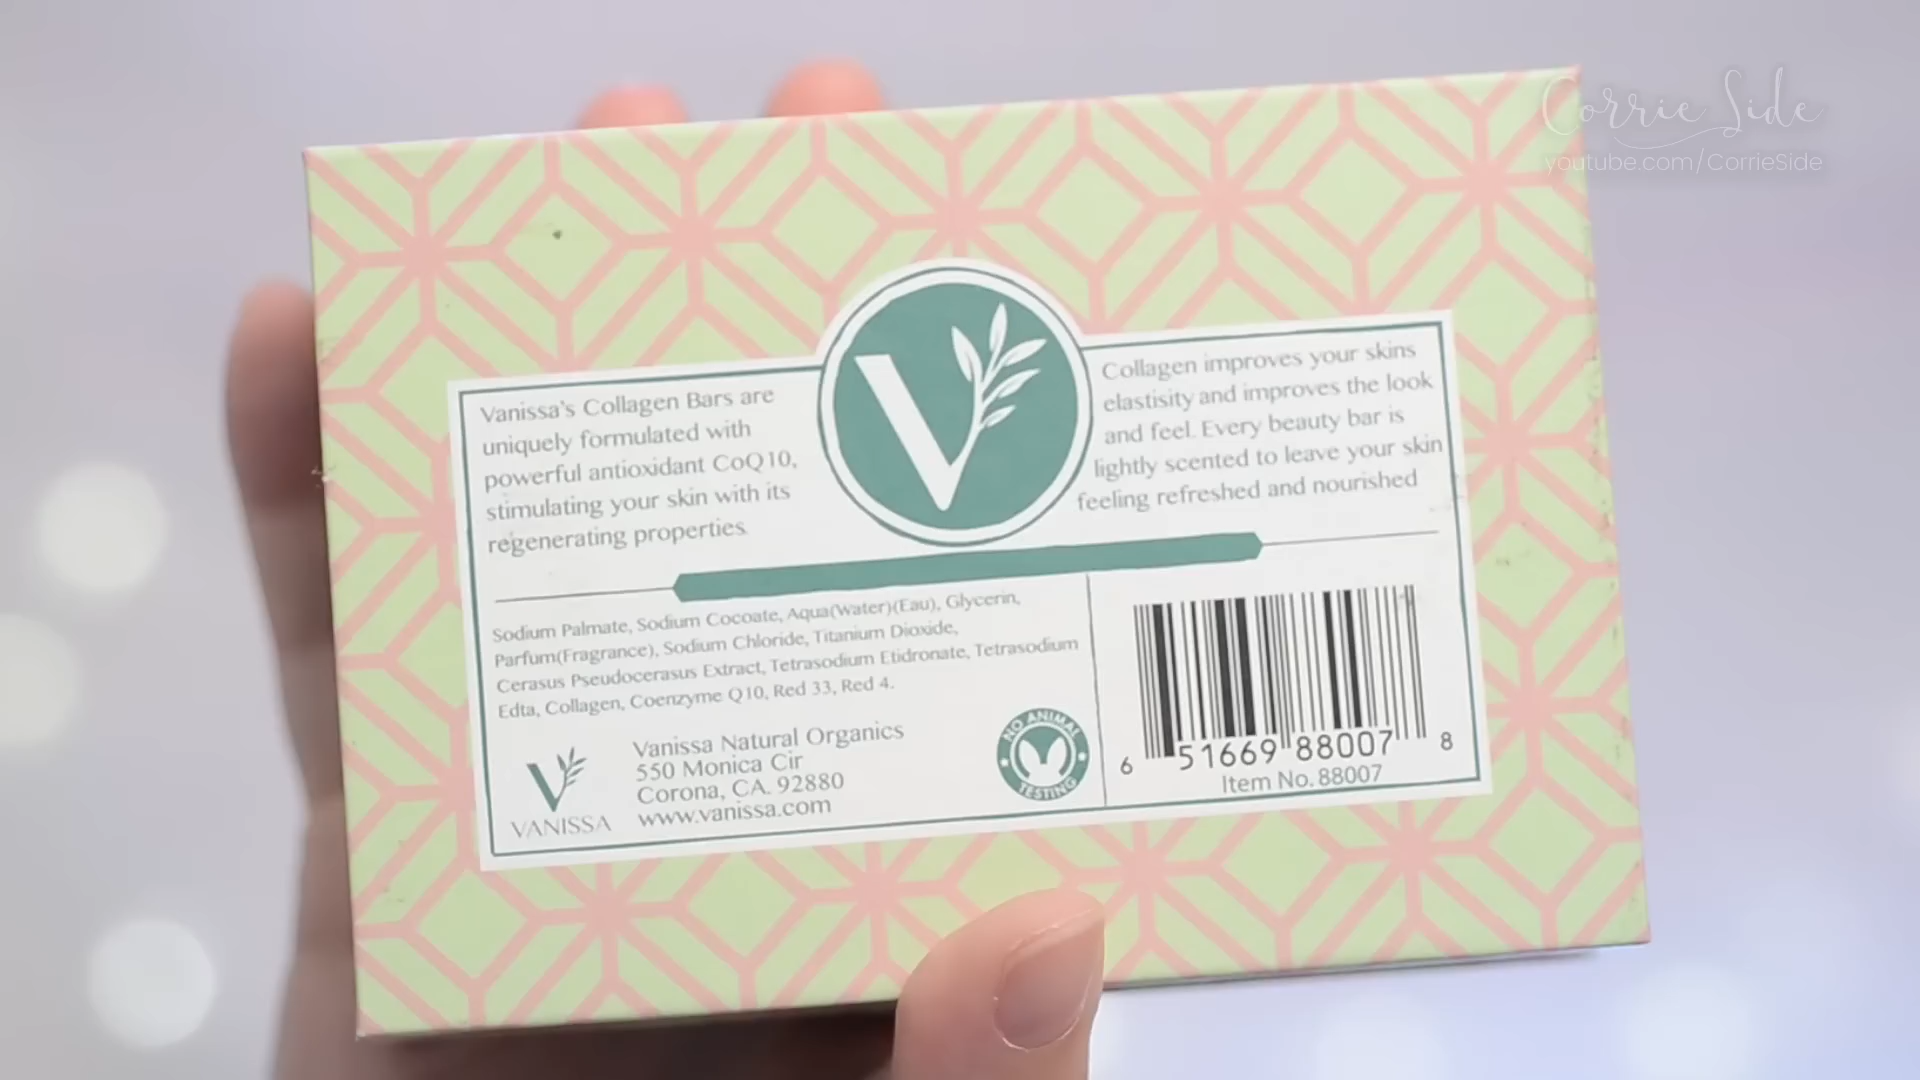 Corrie Side
youtube.com/CorrieSide
Vanissa's Collagen Bars are
uniquely formulated with
powerful antioxidant CoQ10,
stimulating your skin with its
regenerating properties.
V
Collagen improves your skins
elastisity and improves the look
and feel. Every beauty bar is
lightly scented to leave your skin
feeling refreshed and nourished
Sodium Palmate, Sodium Cocoate, Aqua(Water)(Eau), Glycerin,
Parfum(Fragrance), Sodium Chloride, Titanium Dioxide,
Cerasus Pseudocerasus Extract, Tetrasodium Etidronate, Tetrasodium
Edta, Collagen, Coenzyme Q10, Red 33, Red 4.
V
VANISSA
Vanissa Natural Organics
550 Monica Cir
Corona, CA. 92880
www.vanissa.com
NO ANIMAL
TESTING
6 51669 88007 8
Item No. 88007